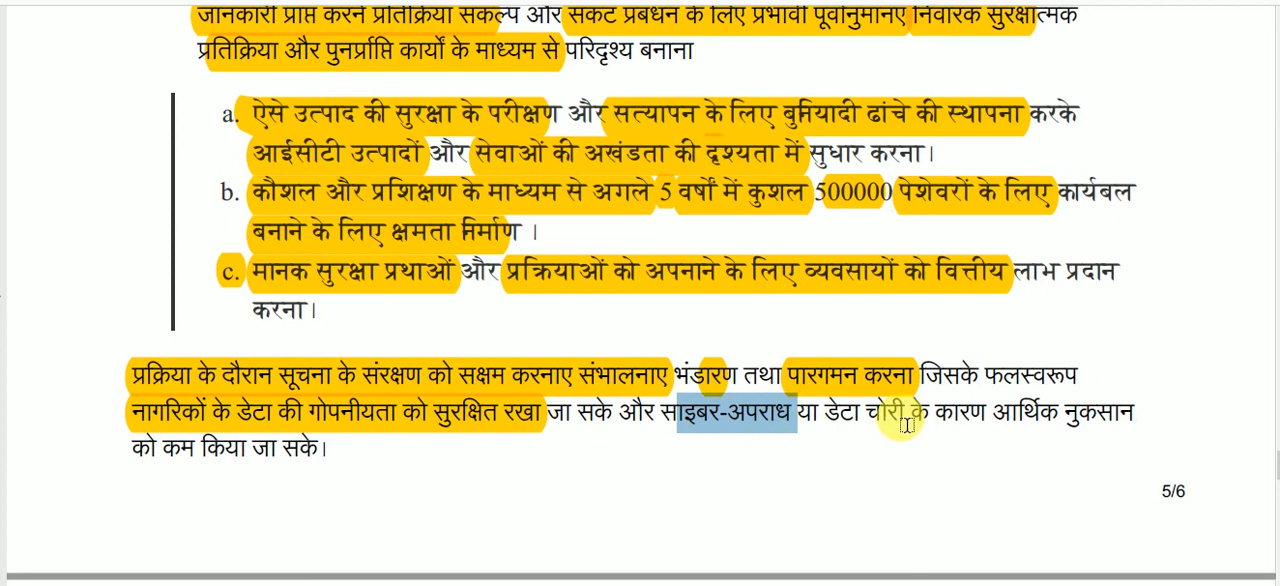 जानकारी प्राप्त करने प्रतिक्रिया संकल्प और संकट प्रबंधन के लिए प्रभावी पूर्वानुमानए निवारक सुरक्षात्मक
प्रतिक्रिया और पुनर्प्राप्ति कार्यों के माध्यम से परिदृश्य बनाना
a. ऐसे उत्पाद की सुरक्षा के परीक्षण और सत्यापन के लिए बुनियादी ढांचे की स्थापना करके
आईसीटी उत्पादों और सेवाओं की अखंडता की दृश्यता में सुधार करना।
b. कौशल और प्रशिक्षण के माध्यम से अगले 5 वर्षों में कुशल 500000 पेशेवरों के लिए कार्यबल
बनाने के लिए क्षमता निर्माण ।
c. मानक सुरक्षा प्रथाओं और प्रक्रियाओं को अपनाने के लिए व्यवसायों को वित्तीय लाभ प्रदान
करना।
प्रक्रिया के दौरान सूचना के संरक्षण को सक्षम करनाए संभालनाए भंडारण तथा पारगमन करना जिसके फलस्वरूप
नागरिकों के डेटा की गोपनीयता को सुरक्षित रखा जा सके और साइबर-अपराध या डेटा चोरी के कारण आर्थिक नुकसान
को कम किया जा सके।
5/6